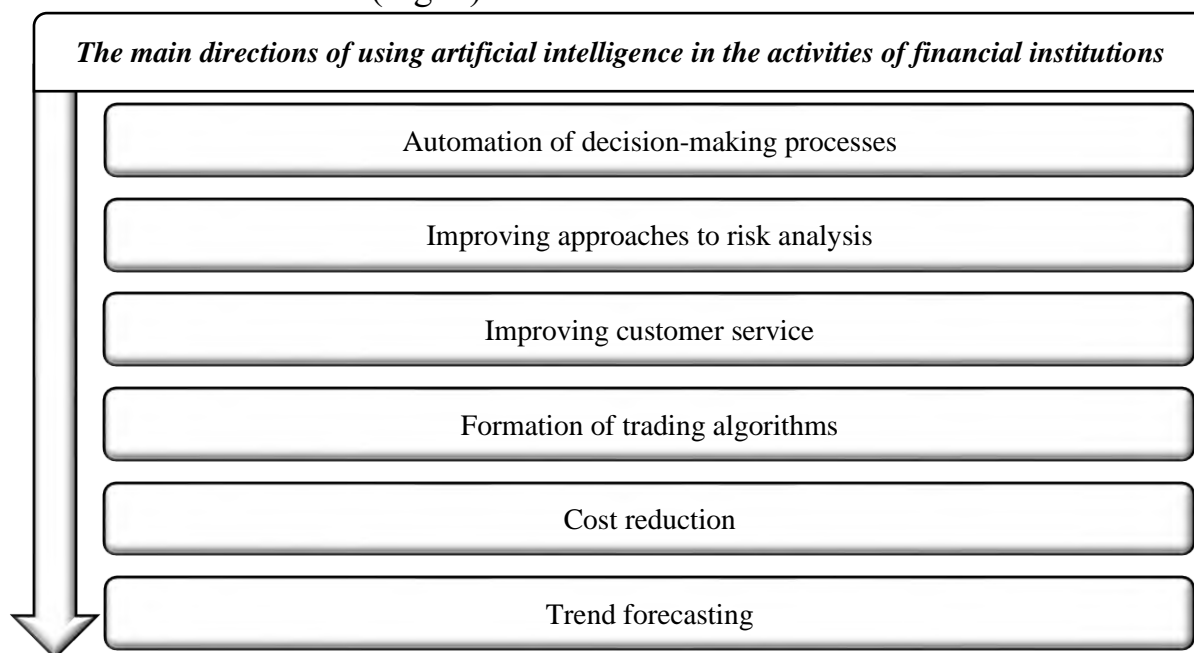 The main directions of using artificial intelligence in the activities of financial institutions
Automation of decision-making processes
Improving approaches to risk analysis
Improving customer service
Formation of trading algorithms
Cost reduction
Trend forecasting